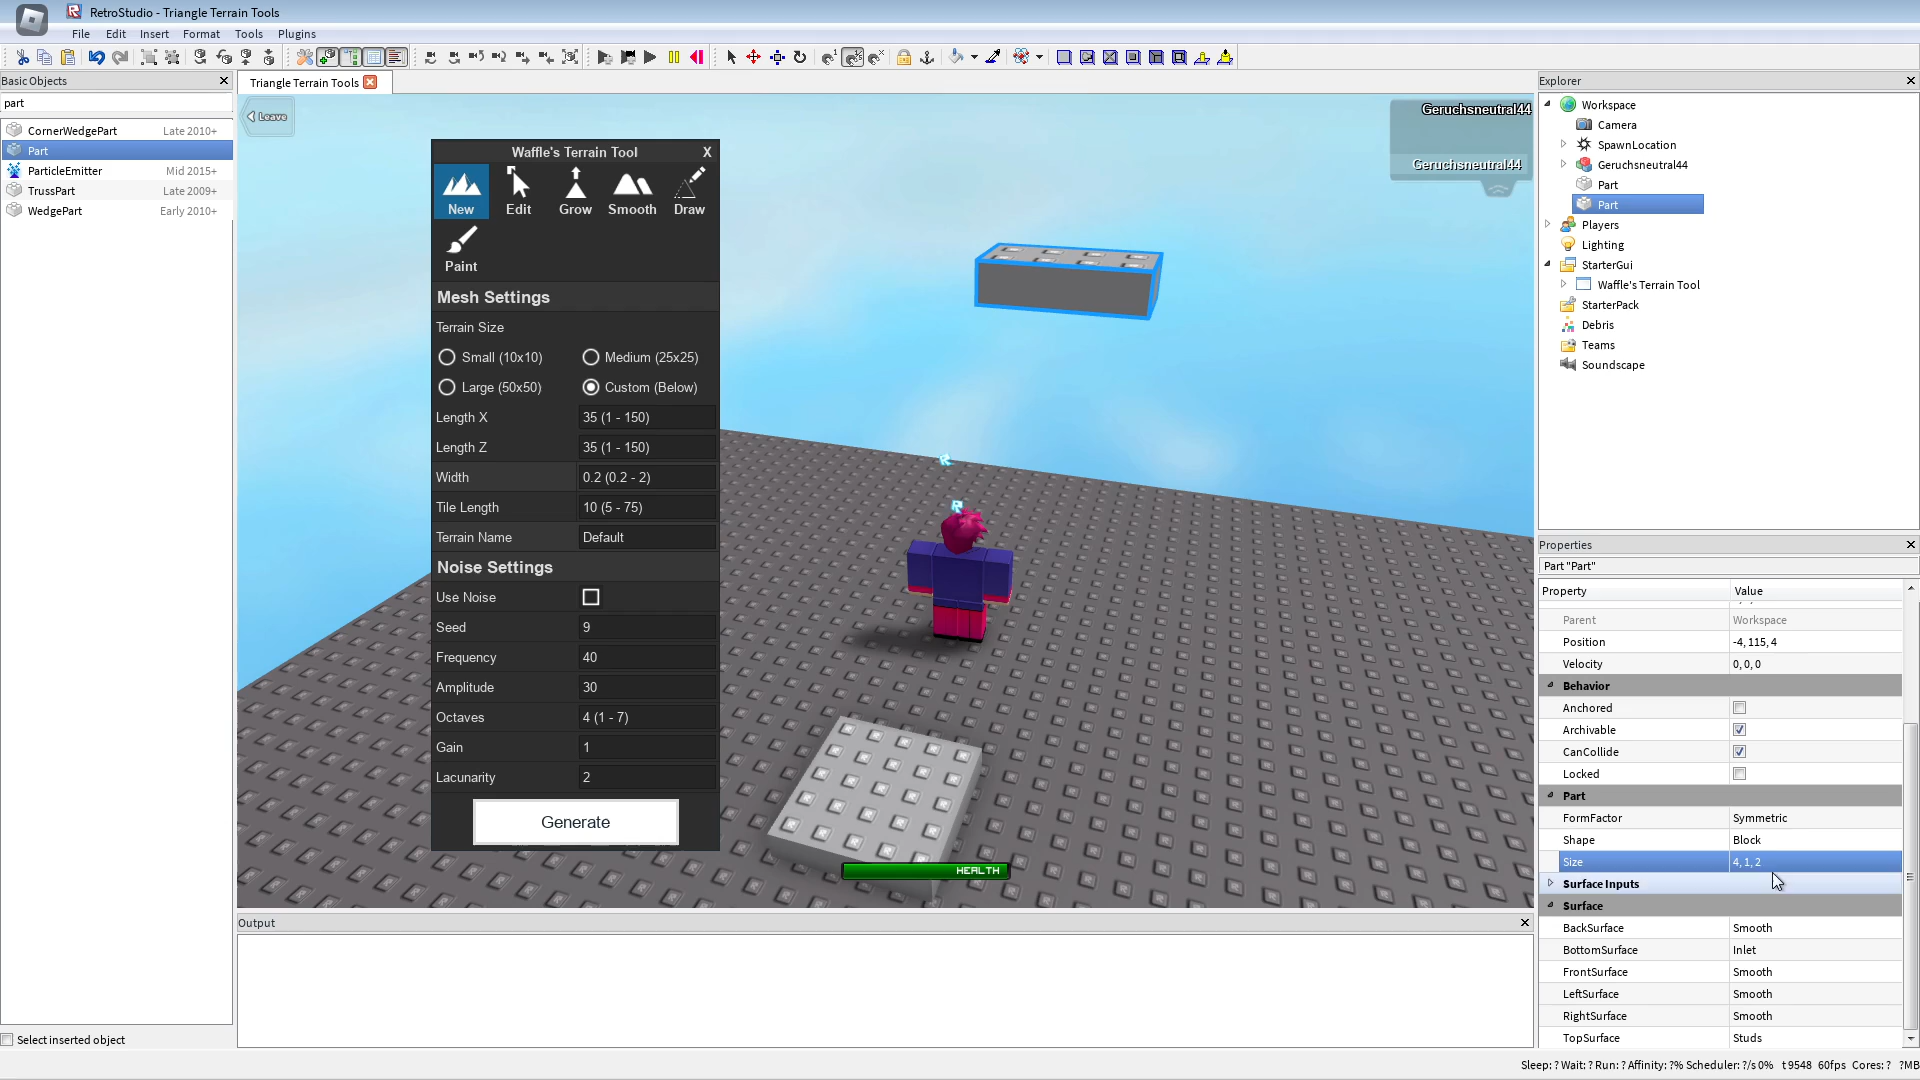 RetroStudio - Triangle Terrain Tools
File Edit Insert Format Tools Plugins
Basic Objects
part
CornerWedgePart Late 2010+
Part
ParticleEmitter Mid 2015+
TrussPart Late 2009+
WedgePart Early 2010+
Select inserted object
Triangle Terrain Tools
Leave
Geruchsneutral44
Geruchsneutral44
Waffle's Terrain Tool X
New Edit Grow Smooth Draw
Paint
Mesh Settings
Terrain Size
Small (10x10) Medium (25x25)
Large (50x50) Custom (Below)
Length X 35 (1 - 150)
Length Z 35 (1 - 150)
Width 0.2 (0.2 - 2)
Tile Length 10 (5 - 75)
Terrain Name Default
Noise Settings
Use Noise
Seed 9
Frequency 40
Amplitude 30
Octaves 4 (1 - 7)
Gain 1
Lacunarity 2
Generate
HEALTH
Output
Explorer
Workspace
Camera
SpawnLocation
Geruchsneutral44
Part
Part
Players
Lighting
StarterGui
Waffle's Terrain Tool
StarterPack
Debris
Teams
Soundscape
Properties
Part "Part"
Property Value
Parent Workspace
Position -4, 115, 4
Velocity 0, 0, 0
Behavior
Anchored
Archivable
CanCollide
Locked
Part
FormFactor Symmetric
Shape Block
Size 4, 1, 2
Surface Inputs
Surface
BackSurface Smooth
BottomSurface Inlet
FrontSurface Smooth
LeftSurface Smooth
RightSurface Smooth
TopSurface Studs
Sleep: ? Wait: ? Run: ? Affinity: ?% Scheduler: ?/s 0% t 9548 60fps Cores: ? ?MB